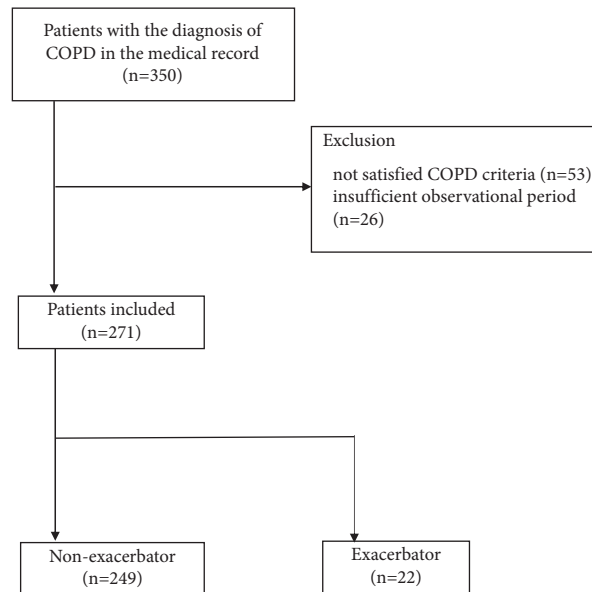 Patients with the diagnosis of
COPD in the medical record
(n=350)
Exclusion
not satisfied COPD criteria (n=53)
insufficient observational period
(n=26)
Patients included
(n=271)
Non-exacerbator
(n=249)
Exacerbator
(n=22)